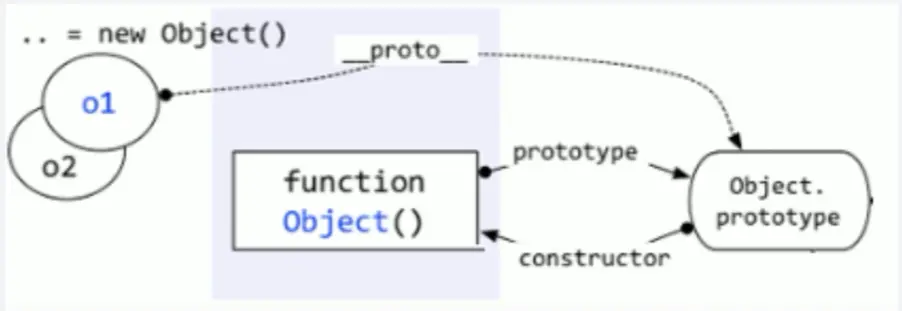 .. = new Object()
__proto__
o1
o2
prototype
function
Object()
Object.
prototype
constructor